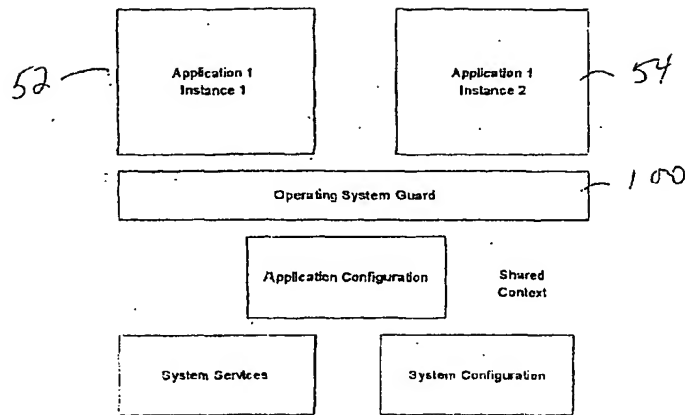 Application 1
Instance 1
Application 1
Instance 2
52
54
Operating System Guard
100
Application Configuration
Shared
Context
System Services
System Configuration